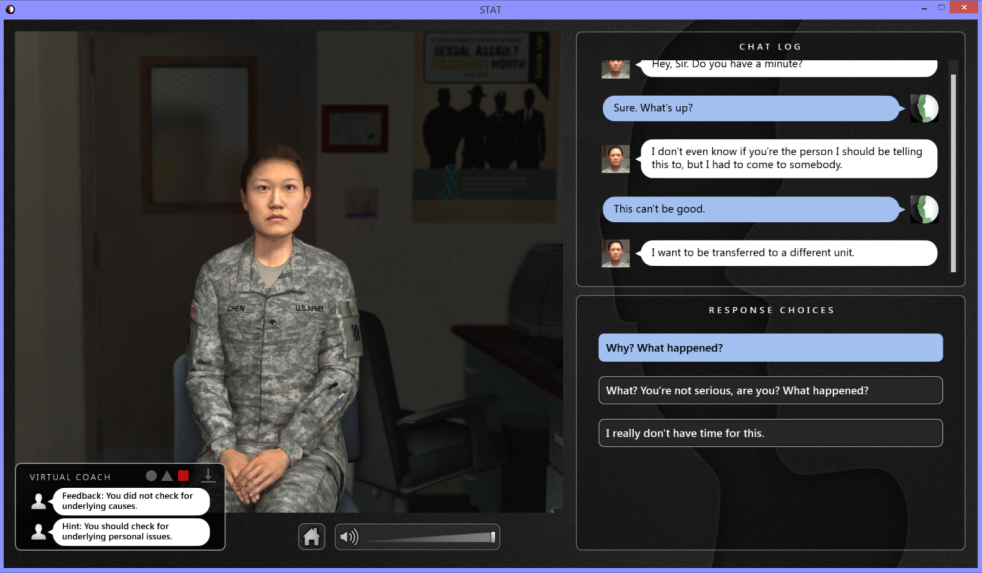 STAT
SEXUAL ASSAULT
AWARENESS MONTH
CHEN
U.S.ARMY
VIRTUAL COACH
Feedback: You did not check for
underlying causes.
Hint: You should check for
underlying personal issues.
CHAT LOG
Hey, Sir. Do you have a minute?
Sure. What's up?
I don't even know if you're the person I should be telling
this to, but I had to come to somebody.
This can't be good.
I want to be transferred to a different unit.
RESPONSE CHOICES
Why? What happened?
What? You're not serious, are you? What happened?
I really don't have time for this.